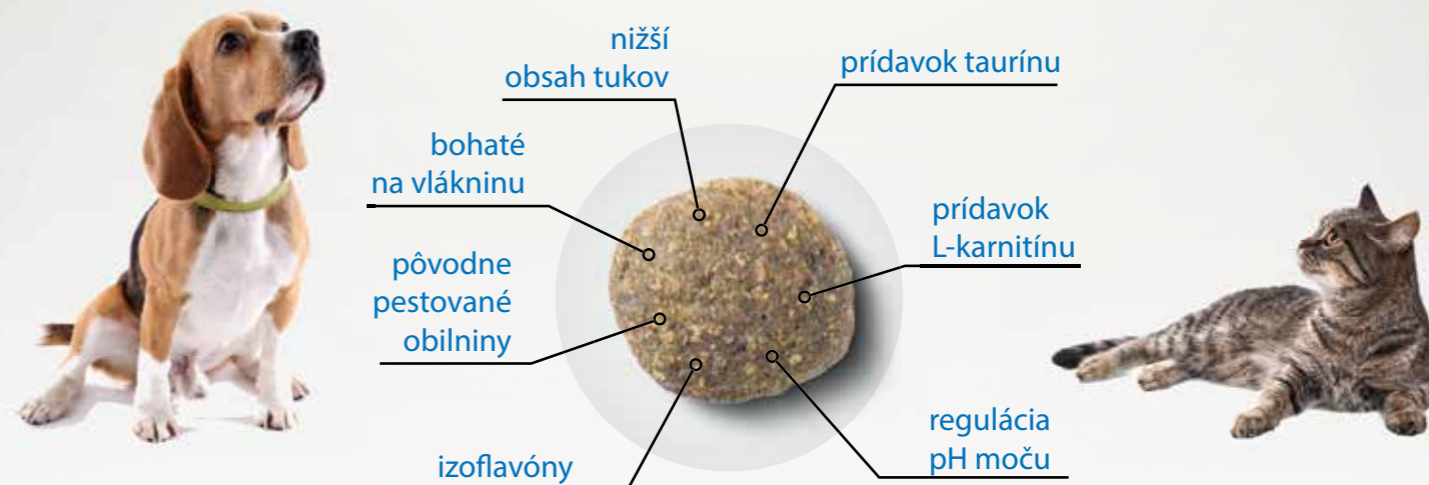 nižší
obsah tukov
prídavok taurínu
bohaté
na vlákninu
prídavok
L-karnitínu
pôvodne
pestované
obilniny
regulácia
pH moču
izoflavóny